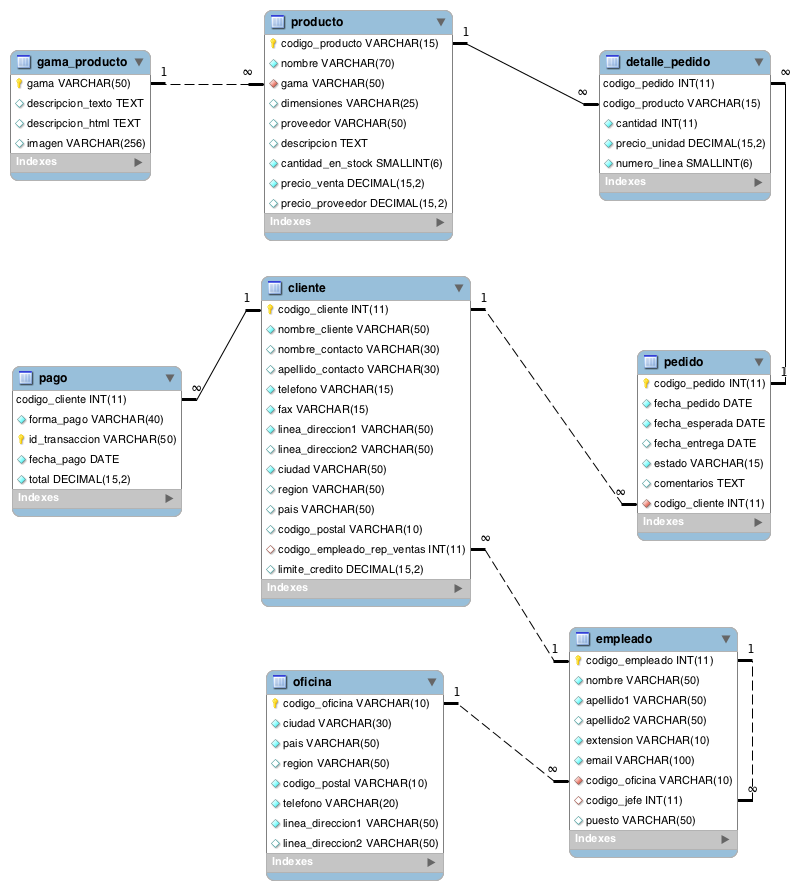 gama_producto
gama VARCHAR(50)
descripcion_texto TEXT
descripcion_html TEXT
imagen VARCHAR(256)
Indexes
1
∞
producto
codigo_producto VARCHAR(15)
nombre VARCHAR(70)
gama VARCHAR(50)
dimensiones VARCHAR(25)
proveedor VARCHAR(50)
descripcion TEXT
cantidad_en_stock SMALLINT(6)
precio_venta DECIMAL(15,2)
precio_proveedor DECIMAL(15,2)
Indexes
1
∞
detalle_pedido
codigo_pedido INT(11)
codigo_producto VARCHAR(15)
cantidad INT(11)
precio_unidad DECIMAL(15,2)
numero_linea SMALLINT(6)
Indexes
∞
1
pago
codigo_cliente INT(11)
forma_pago VARCHAR(40)
id_transaccion VARCHAR(50)
fecha_pago DATE
total DECIMAL(15,2)
Indexes
∞
1
cliente
codigo_cliente INT(11)
nombre_cliente VARCHAR(50)
nombre_contacto VARCHAR(30)
apellido_contacto VARCHAR(30)
telefono VARCHAR(15)
fax VARCHAR(15)
linea_direccion1 VARCHAR(50)
linea_direccion2 VARCHAR(50)
ciudad VARCHAR(50)
region VARCHAR(50)
pais VARCHAR(50)
codigo_postal VARCHAR(10)
codigo_empleado_rep_ventas INT(11)
limite_credito DECIMAL(15,2)
Indexes
1
∞
pedido
codigo_pedido INT(11)
fecha_pedido DATE
fecha_esperada DATE
fecha_entrega DATE
estado VARCHAR(15)
comentarios TEXT
codigo_cliente INT(11)
Indexes
∞
1
oficina
codigo_oficina VARCHAR(10)
ciudad VARCHAR(30)
pais VARCHAR(50)
region VARCHAR(50)
codigo_postal VARCHAR(10)
telefono VARCHAR(20)
linea_direccion1 VARCHAR(50)
linea_direccion2 VARCHAR(50)
Indexes
1
∞
empleado
codigo_empleado INT(11)
nombre VARCHAR(50)
apellido1 VARCHAR(50)
apellido2 VARCHAR(50)
extension VARCHAR(10)
email VARCHAR(100)
codigo_oficina VARCHAR(10)
codigo_jefe INT(11)
puesto VARCHAR(50)
Indexes
1
∞